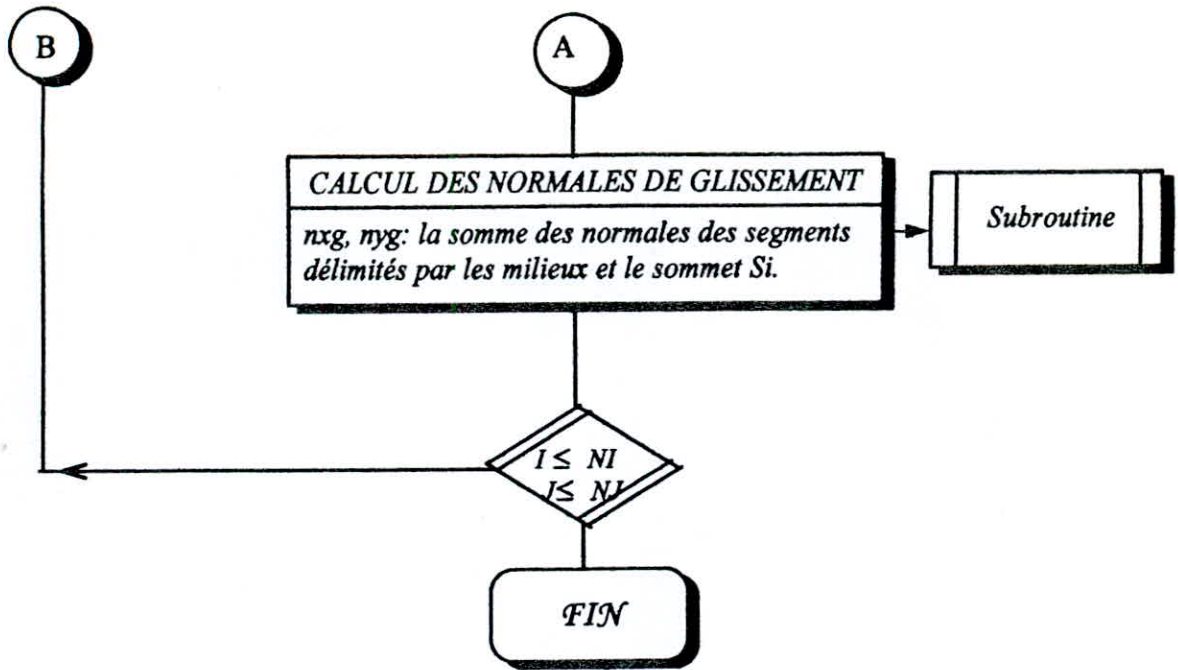 B
A
CALCUL DES NORMALES DE GLISSEMENT
nxg, nyg: la somme des normales des segments
délimités par les milieux et le sommet Si.
Subroutine
I ≤ NI
J ≤ NJ
FIN